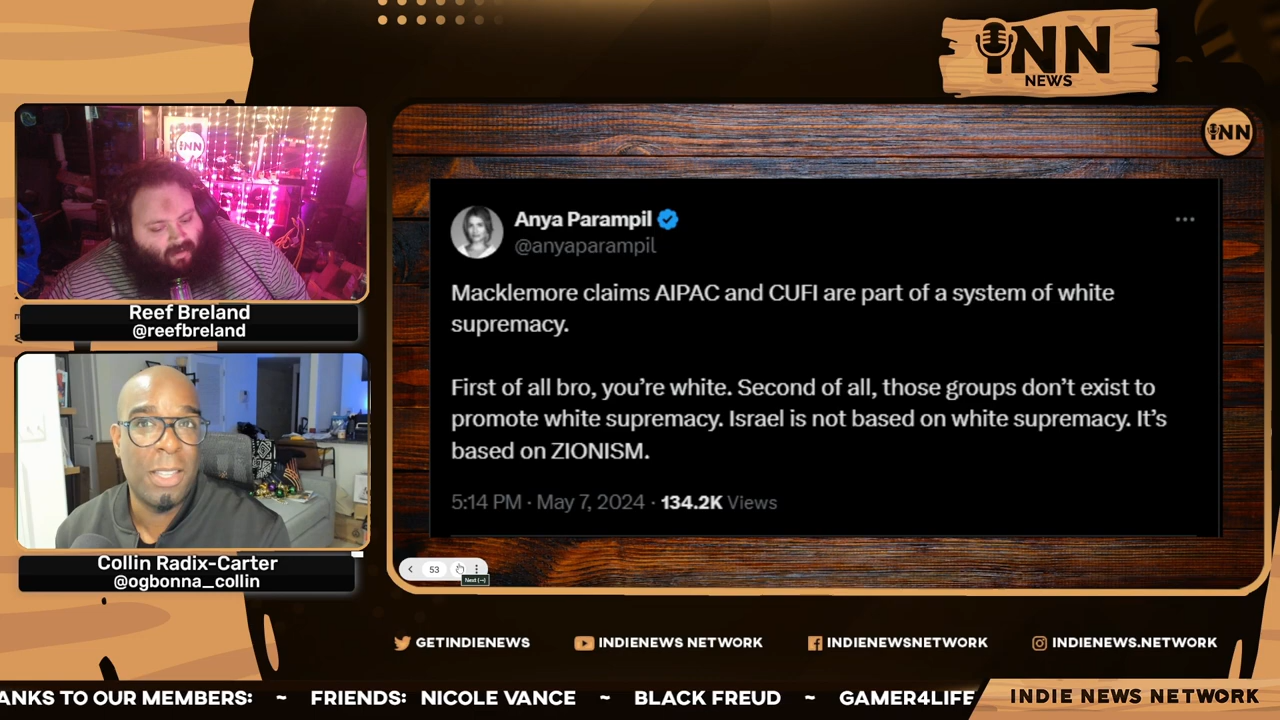 iNN
NEWS
iNN
iNN
Reef Breland
@reefbreland
Collin Radix-Carter
@ogbonna_collin
Anya Parampil
@anyaparampil
Macklemore claims AIPAC and CUFI are part of a system of white
supremacy.
First of all bro, you’re white. Second of all, those groups don’t exist to
promote white supremacy. Israel is not based on white supremacy. It’s
based on ZIONISM.
5:14 PM · May 7, 2024 · 134.2K Views
53
Next (→)
GETINDIENEWS
INDIENEWS NETWORK
INDIENEWSNETWORK
INDIENEWS.NETWORK
ANKS TO OUR MEMBERS: ~ FRIENDS: NICOLE VANCE ~ BLACK FREUD ~ GAMER4LIFE
INDIE NEWS NETWORK